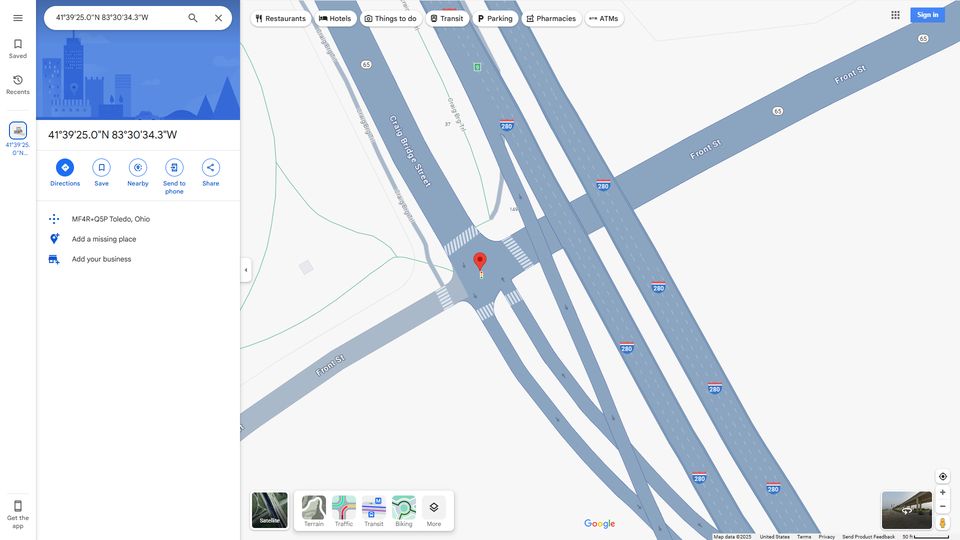 41°39'25.0"N 83°30'34.3"W
Restaurants
Hotels
Things to do
Transit
Parking
Pharmacies
ATMs
Sign in
Saved
Recents
41°39'25.
0"N...
41°39'25.0"N 83°30'34.3"W
Directions
Save
Nearby
Send to
phone
Share
MF4R+Q5P Toledo, Ohio
Add a missing place
Add your business
Get the
app
65
Craig Bridge Street
37
280
65
65
Front St
Front St
280
280
280
280
280
280
Front St
Satellite
Terrain
Traffic
Transit
Biking
More
Google
Map data ©2025
United States
Terms
Privacy
Send Product Feedback
50 ft